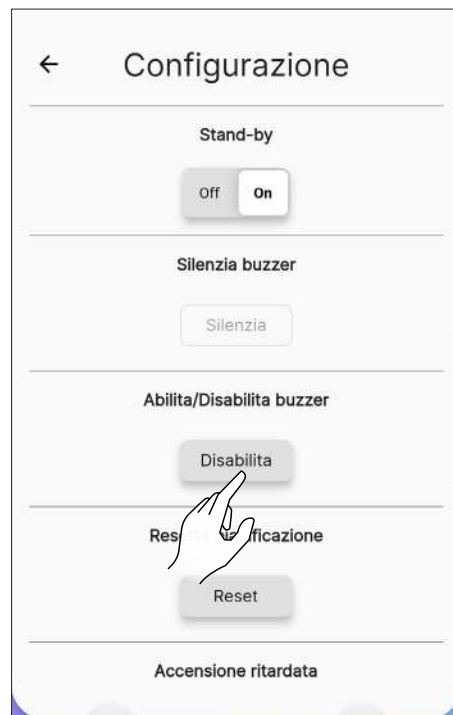 Configurazione
Stand-by
Off On
Silenzia buzzer
Silenzia
Abilita/Disabilita buzzer
Disabilita
Reset
Accensione ritardata